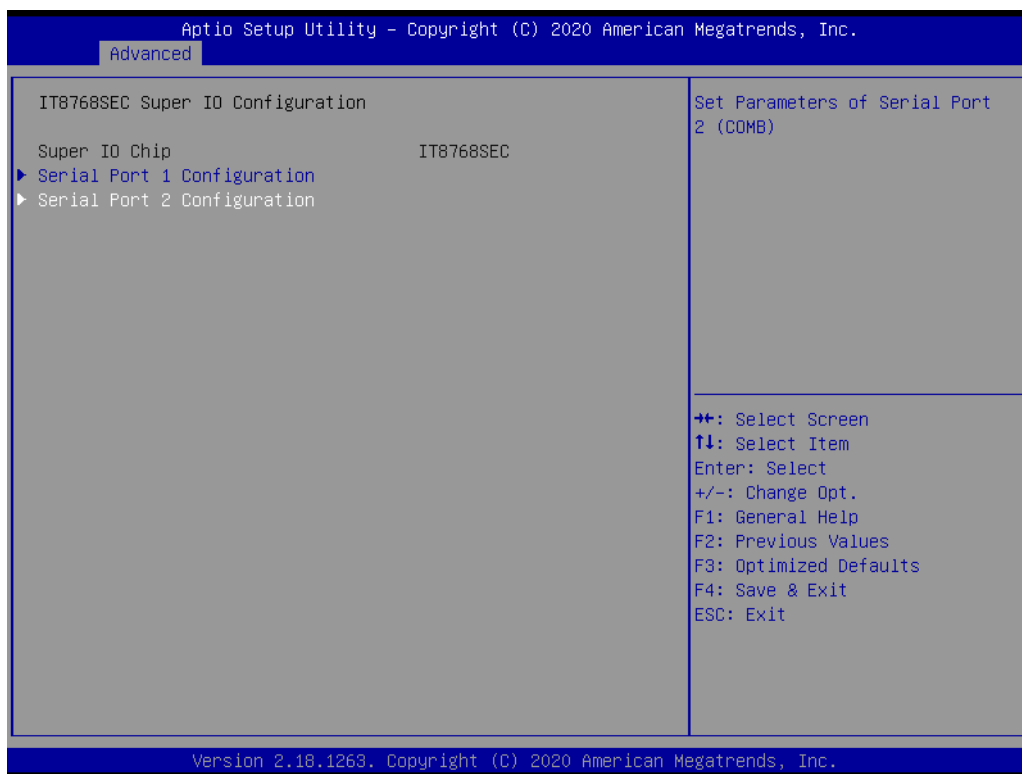 Aptio Setup Utility – Copyright (C) 2020 American Megatrends, Inc.
Advanced
IT8768SEC Super IO Configuration
Super IO Chip IT8768SEC
Serial Port 1 Configuration
Serial Port 2 Configuration
Set Parameters of Serial Port
2 (COMB)
→←: Select Screen
↑↓: Select Item
Enter: Select
+/-: Change Opt.
F1: General Help
F2: Previous Values
F3: Optimized Defaults
F4: Save & Exit
ESC: Exit
Version 2.18.1263. Copyright (C) 2020 American Megatrends, Inc.